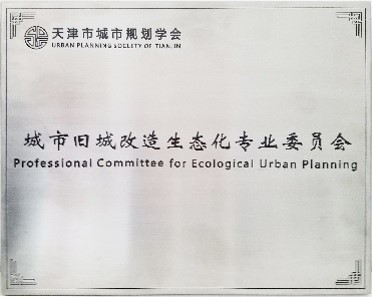 天津市城市规划学会
URBAN PLANNING SOCIETY OF TIANJIN
城市旧城改造生态化专业委员会
Professional Committee for Ecological Urban Planning